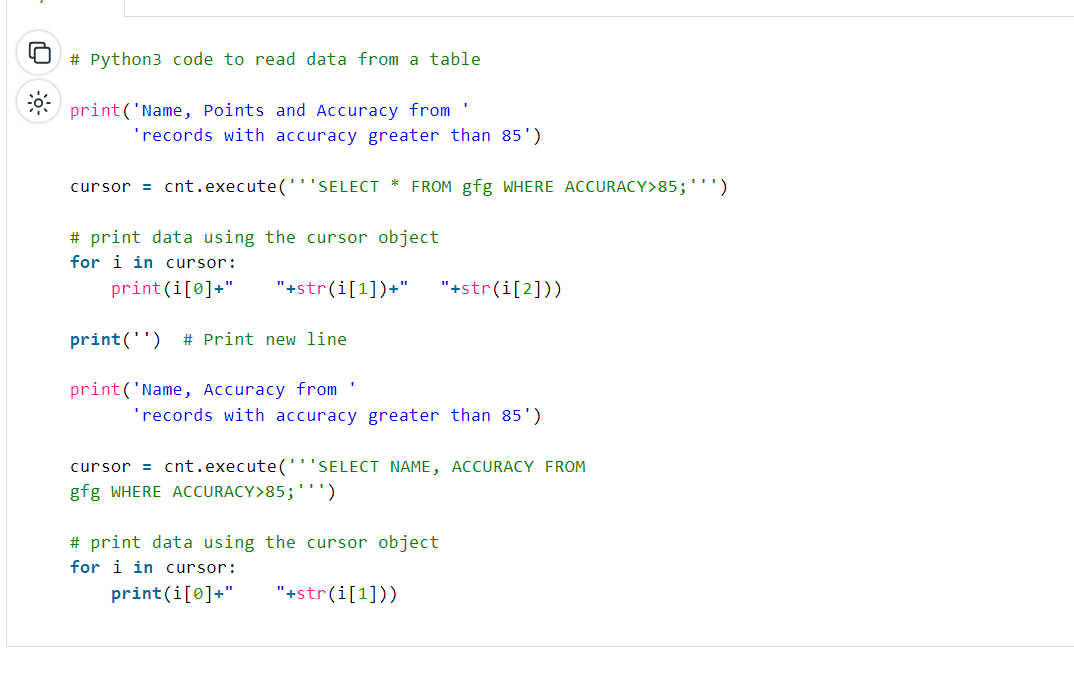 # Python3 code to read data from a table
print('Name, Points and Accuracy from '
'records with accuracy greater than 85')
cursor = cnt.execute('''SELECT * FROM gfg WHERE ACCURACY>85;''')
# print data using the cursor object
for i in cursor:
print(i[0]+"    "+str(i[1])+"   "+str(i[2]))
print('')  # Print new line
print('Name, Accuracy from '
'records with accuracy greater than 85')
cursor = cnt.execute('''SELECT NAME, ACCURACY FROM
gfg WHERE ACCURACY>85;''')
# print data using the cursor object
for i in cursor:
print(i[0]+"    "+str(i[1]))